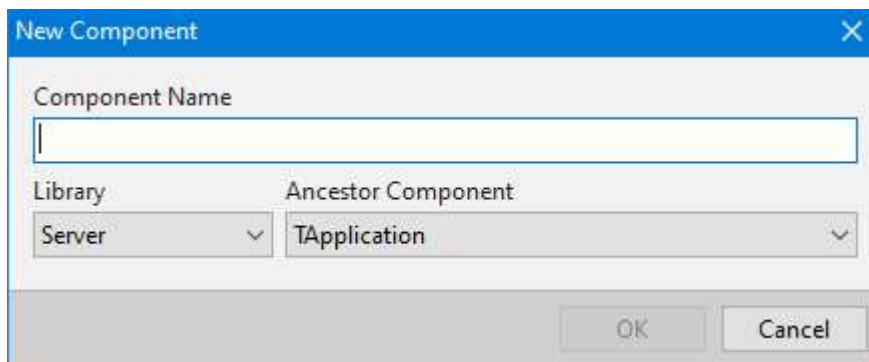 New Component
Component Name
Library Ancestor Component
Server TApplication
OK Cancel